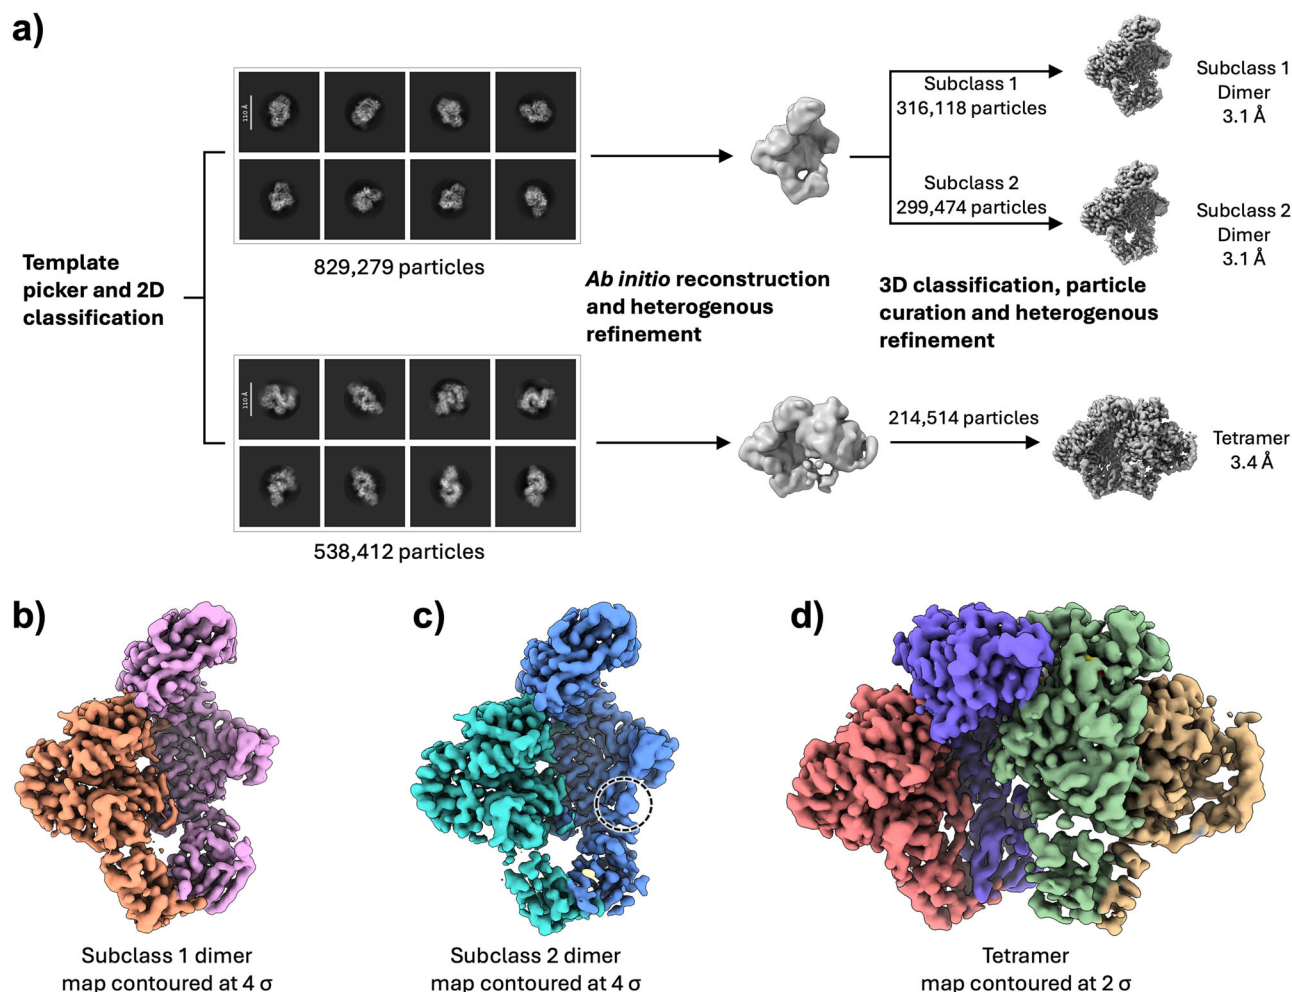 a)
110 Å
829,279 particles
Template
picker and 2D
classification
110 Å
538,412 particles
Ab initio reconstruction
and heterogenous
refinement
Subclass 1
316,118 particles
Subclass 2
299,474 particles
3D classification, particle
curation and heterogenous
refinement
214,514 particles
Subclass 1
Dimer
3.1 Å
Subclass 2
Dimer
3.1 Å
Tetramer
3.4 Å
b)
Subclass 1 dimer
map contoured at 4 σ
c)
Subclass 2 dimer
map contoured at 4 σ
d)
Tetramer
map contoured at 2 σ